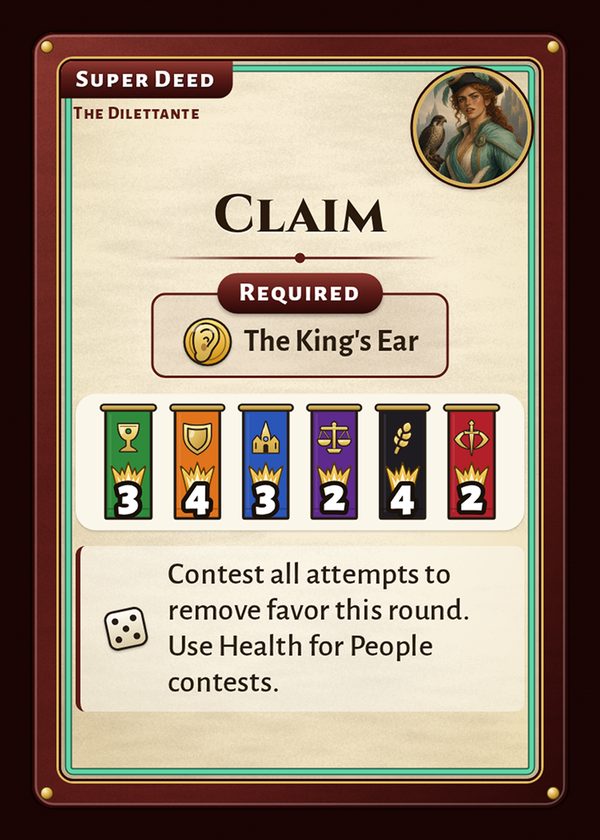 Super Deed
The Dilettante
Claim
Required
The King's Ear
3 4 3 2 4 2
Contest all attempts to
remove favor this round.
Use Health for People
contests.